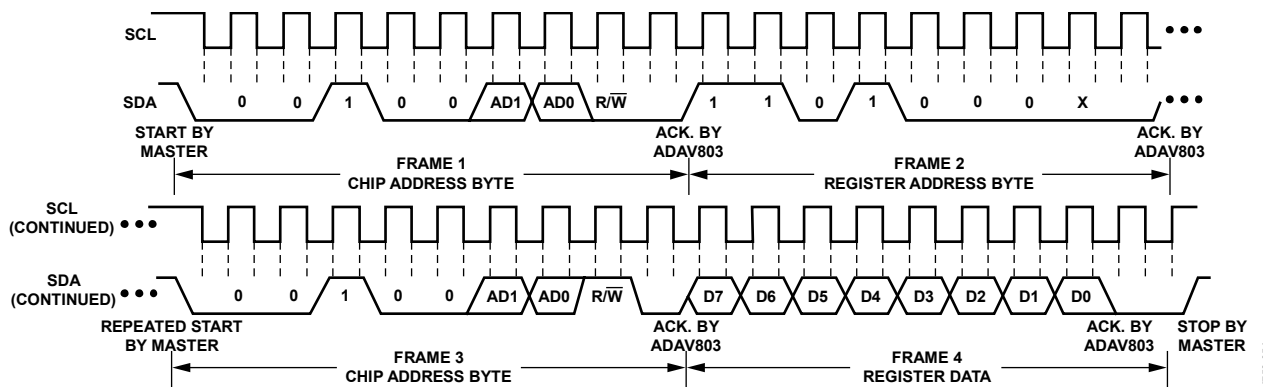 SCL
SDA 0 0 1 0 0 AD1 AD0 R/W̅ 1 1 0 1 0 0 0 X
START BY MASTER
ACK. BY ADAV803
ACK. BY ADAV803
FRAME 1
CHIP ADDRESS BYTE
FRAME 2
REGISTER ADDRESS BYTE
SCL
(CONTINUED)
SDA
(CONTINUED)
0 0 1 0 0 AD1 AD0 R/W̅ D7 D6 D5 D4 D3 D2 D1 D0
REPEATED START
BY MASTER
ACK. BY
ADAV803
ACK. BY
ADAV803
STOP BY
MASTER
FRAME 3
CHIP ADDRESS BYTE
FRAME 4
REGISTER DATA